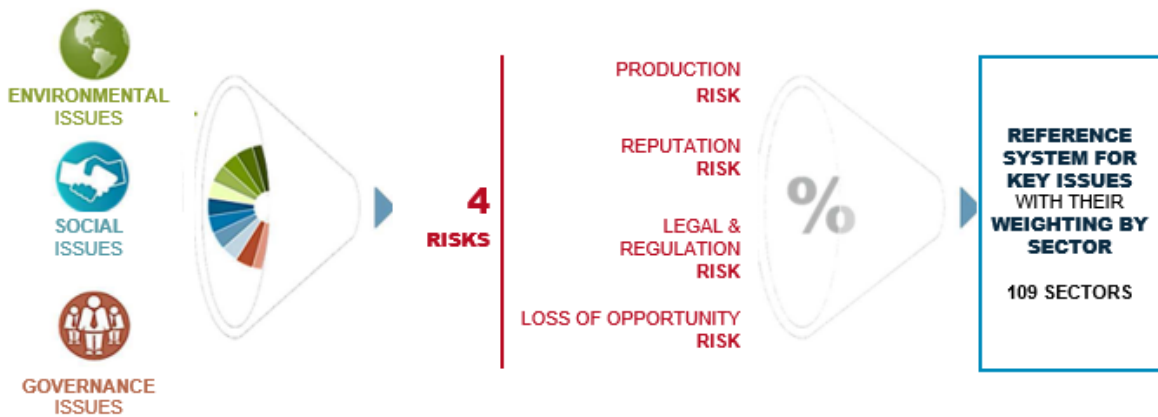 ENVIRONMENTAL
ISSUES
SOCIAL
ISSUES
GOVERNANCE
ISSUES
4
RISKS
PRODUCTION
RISK
REPUTATION
RISK
LEGAL &
REGULATION
RISK
LOSS OF OPPORTUNITY
RISK
%
REFERENCE
SYSTEM FOR
KEY ISSUES
WITH THEIR
WEIGHTING BY
SECTOR
109 SECTORS